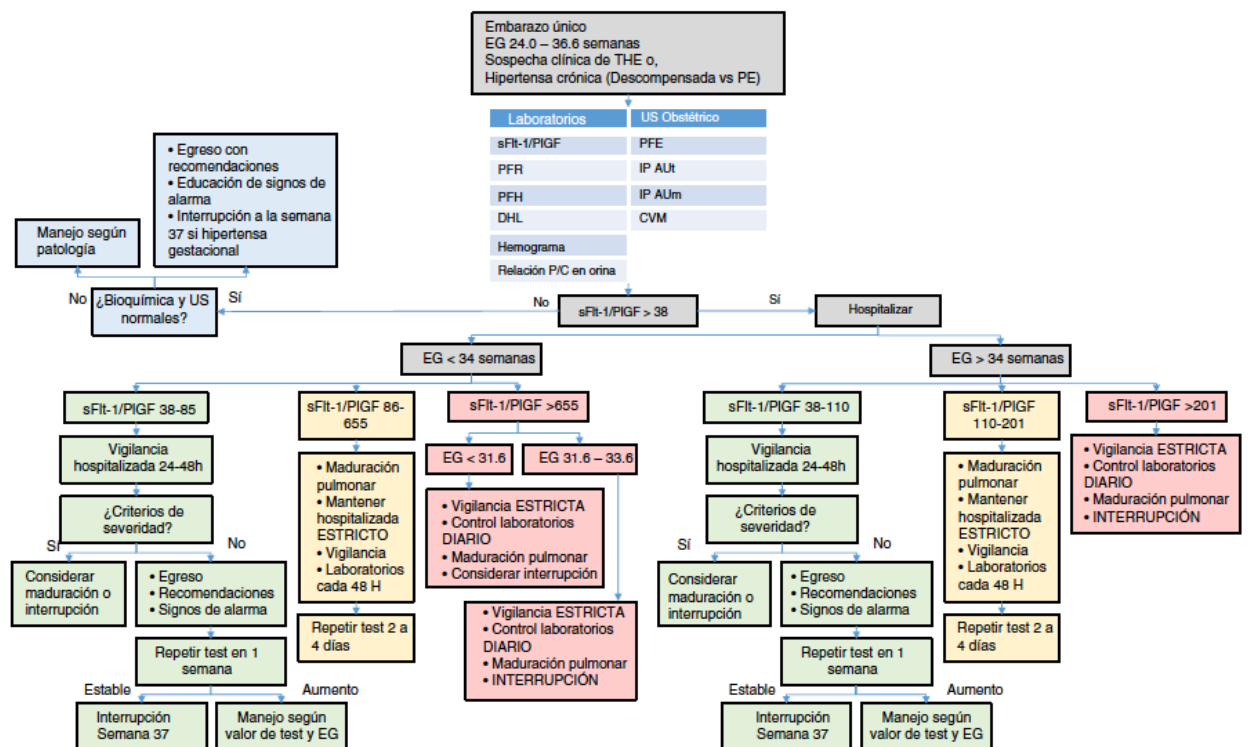 Embarazo único
EG 24.0 – 36.6 semanas
Sospecha clínica de THE o,
Hipertensa crónica (Descompensada vs PE)
Laboratorios
US Obstétrico
sFlt-1/PlGF
PFE
PFR
IP AUt
PFH
IP AUm
DHL
CVM
Hemograma
Relación P/C en orina
• Egreso con
recomendaciones
• Educación de signos de
alarma
• Interrupción a la semana
37 si hipertensa
gestacional
Manejo según
patología
No
¿Bioquímica y US
normales?
Sí
No
sFlt-1/PlGF > 38
Sí
Hospitalizar
EG < 34 semanas
EG > 34 semanas
sFlt-1/PlGF 38-85
Vigilancia
hospitalizada 24-48h
¿Criterios de
severidad?
Sí
No
Considerar
maduración o
interrupción
• Egreso
• Recomendaciones
• Signos de alarma
Repetir test en 1
semana
Estable
Aumento
Interrupción
Semana 37
Manejo según
valor de test y EG
sFlt-1/PlGF 86-
655
• Maduración
pulmonar
• Mantener
hospitalizada
ESTRICTO
• Vigilancia
• Laboratorios
cada 48 H
Repetir test 2 a
4 días
sFlt-1/PlGF >655
EG < 31.6
EG 31.6 – 33.6
• Vigilancia ESTRICTA
• Control laboratorios
DIARIO
• Maduración pulmonar
• Considerar interrupción
• Vigilancia ESTRICTA
• Control laboratorios
DIARIO
• Maduración pulmonar
• INTERRUPCIÓN
sFlt-1/PlGF 38-110
Vigilancia
hospitalizada 24-48h
¿Criterios de
severidad?
Sí
No
Considerar
maduración o
interrupción
• Egreso
• Recomendaciones
• Signos de alarma
Repetir test en 1
semana
Estable
Aumento
Interrupción
Semana 37
Manejo según
valor de test y EG
sFlt-1/PlGF
110-201
• Maduración
pulmonar
• Mantener
hospitalizada
ESTRICTO
• Vigilancia
• Laboratorios
cada 48 H
Repetir test 2 a
4 días
sFlt-1/PlGF >201
• Vigilancia ESTRICTA
• Control laboratorios
DIARIO
• Maduración pulmonar
• INTERRUPCIÓN